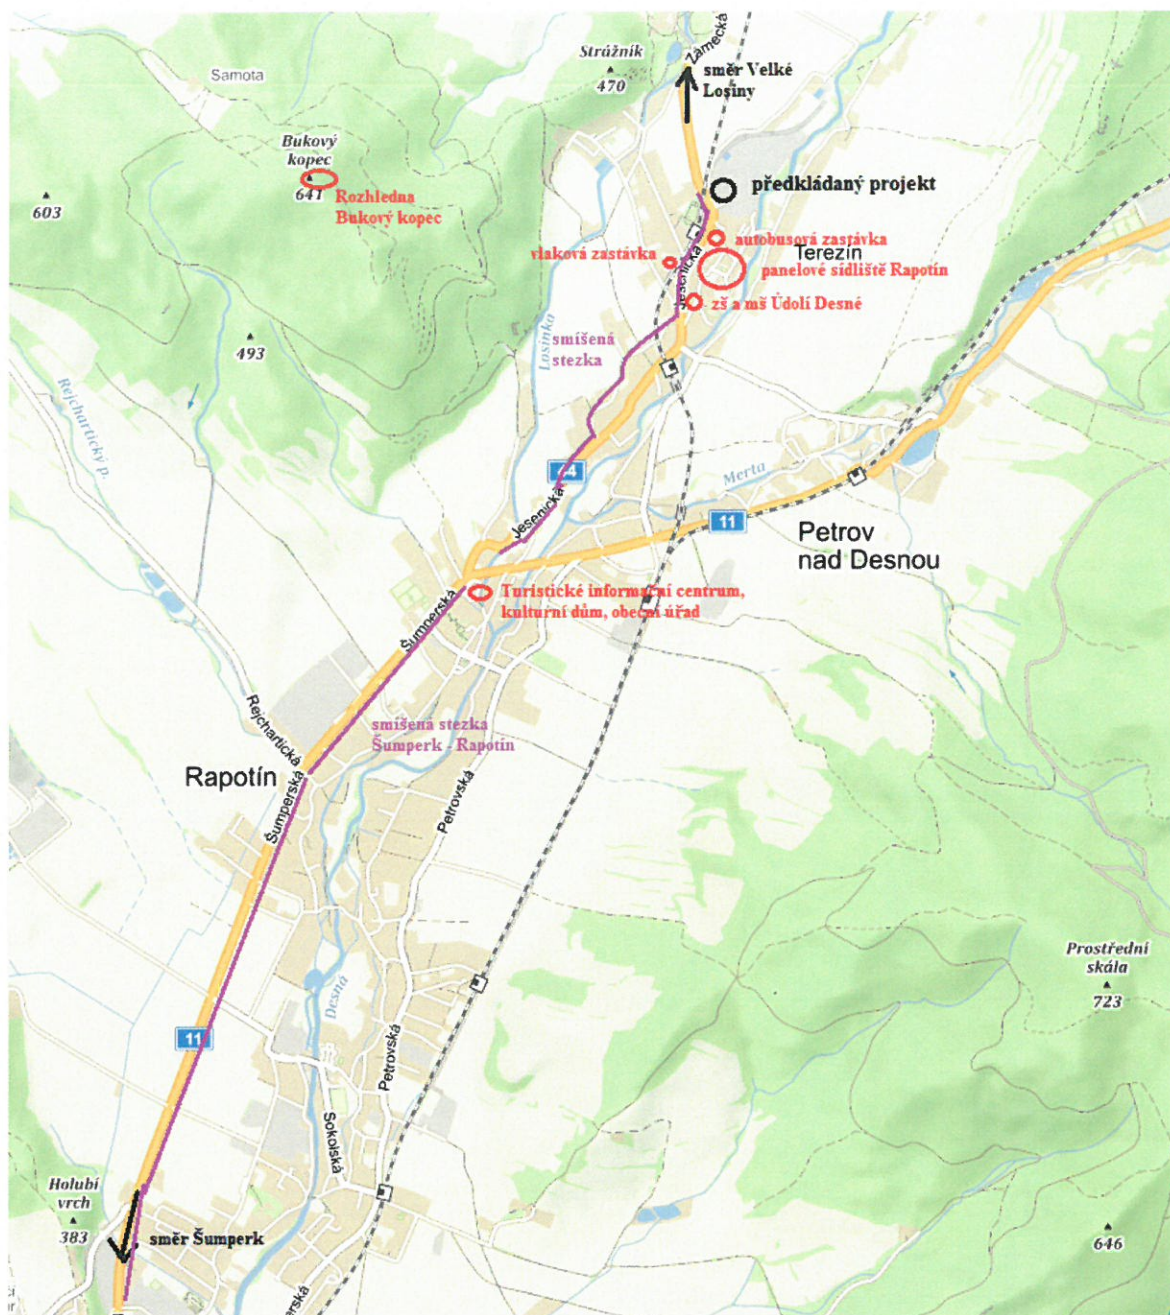 Zámecká
Strážník
470
směr Velké
Losiny
Samota
Bukový
kopec
641
Rozhledna
Bukový kopec
603
předkládaný projekt
autobusová zastávka
Terezín
vlaková zastávka
panelové sídliště Rapotín
Jesenická
zš a mš Údolí Desné
smíšená
stezka
Losinka
493
Rejchartický p.
44
Merta
Jesenická
11
Petrov
nad Desnou
Turistické informační centrum,
kulturní dům, obecní úřad
Šumperská
smíšená stezka
Šumperk - Rapotín
Rejchartická
Rapotín
Šumperská
Petrovská
Prostřední
skála
723
Desná
11
Petrovská
Sokolská
Holubí
vrch
383
směr Šumperk
646